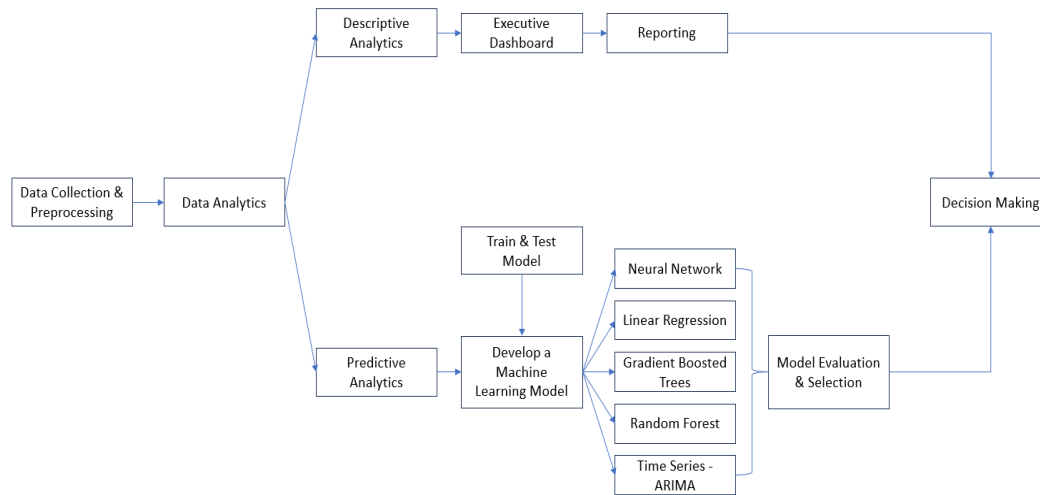 Descriptive
Analytics
Executive
Dashboard
Reporting
Data Collection &
Preprocessing
Data Analytics
Decision Making
Train & Test
Model
Neural Network
Linear Regression
Predictive
Analytics
Develop a
Machine
Learning Model
Gradient Boosted
Trees
Model Evaluation
& Selection
Random Forest
Time Series -
ARIMA